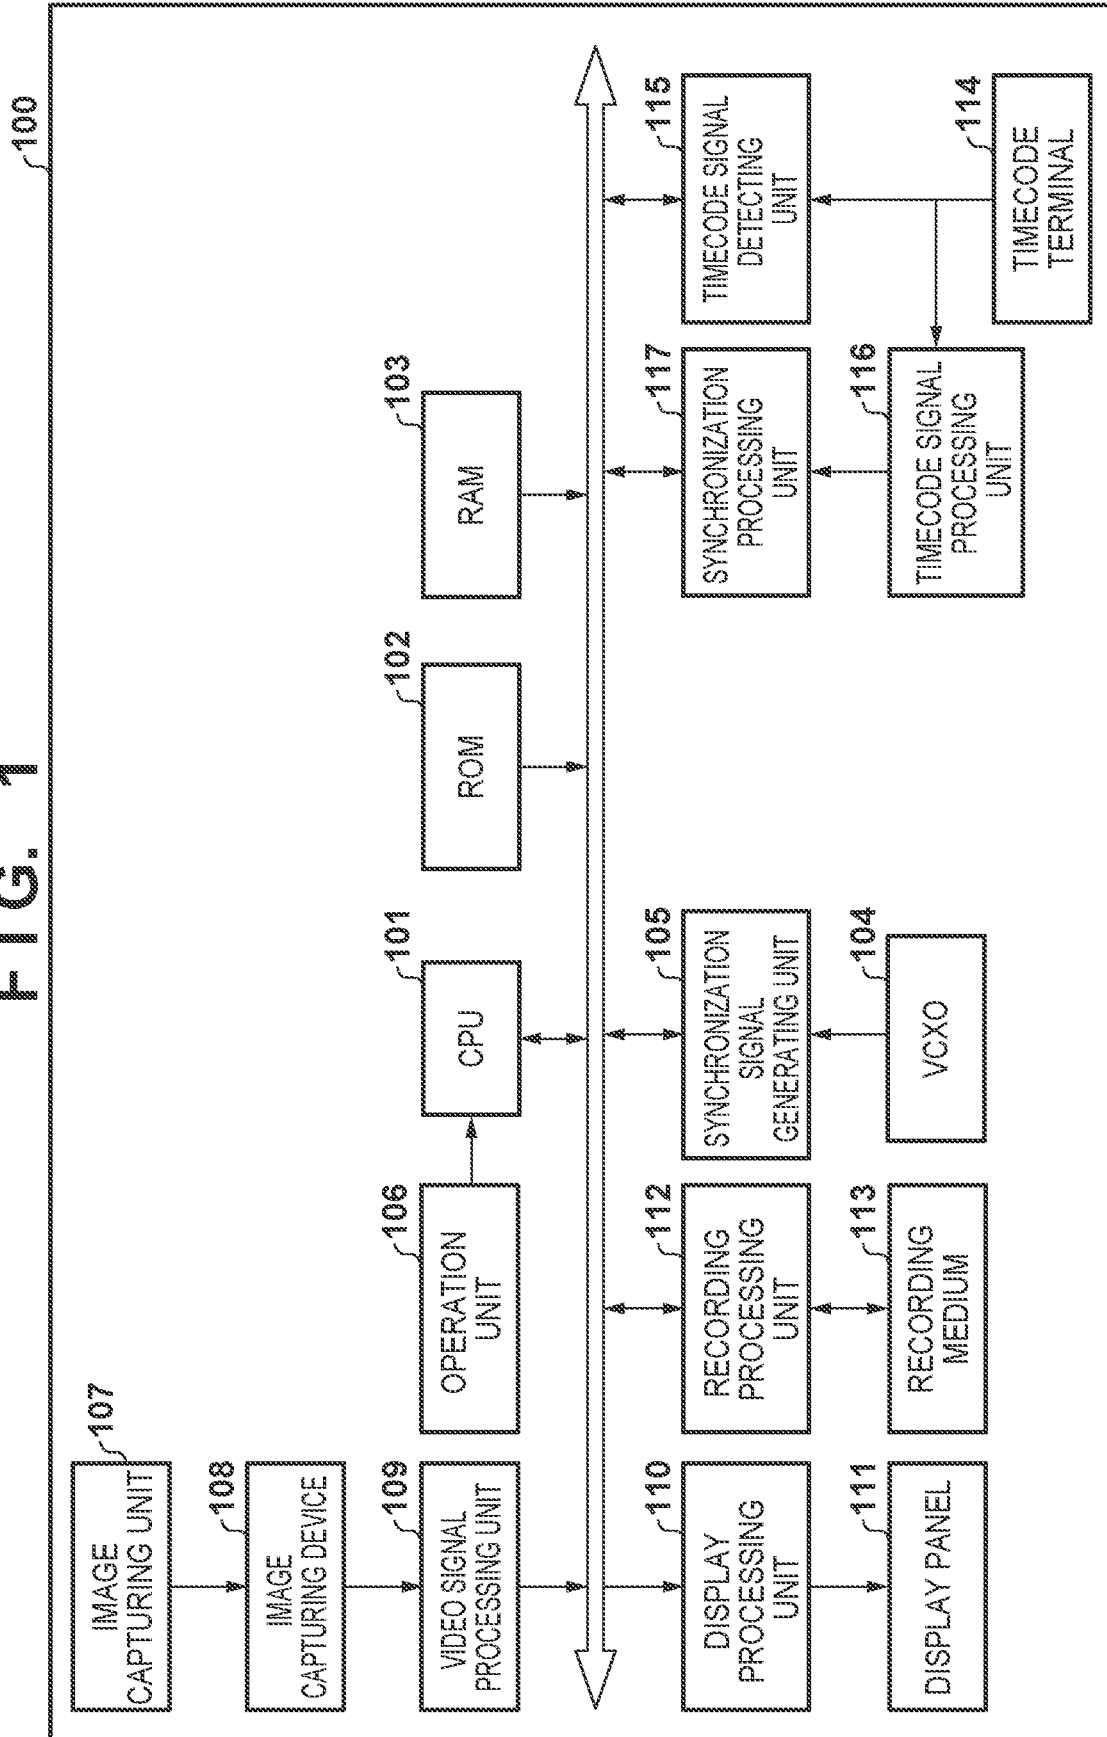 FIG. 1
100
107
IMAGE
CAPTURING UNIT
108
IMAGE
CAPTURING DEVICE
109
VIDEO SIGNAL
PROCESSING UNIT
106
OPERATION
UNIT
101
CPU
102
ROM
103
RAM
110
DISPLAY
PROCESSING
UNIT
112
RECORDING
PROCESSING
UNIT
105
SYNCHRONIZATION
SIGNAL
GENERATING UNIT
117
SYNCHRONIZATION
PROCESSING
UNIT
115
TIMECODE SIGNAL
DETECTING
UNIT
111
DISPLAY PANEL
113
RECORDING
MEDIUM
104
VCXO
116
TIMECODE SIGNAL
PROCESSING
UNIT
114
TIMECODE
TERMINAL